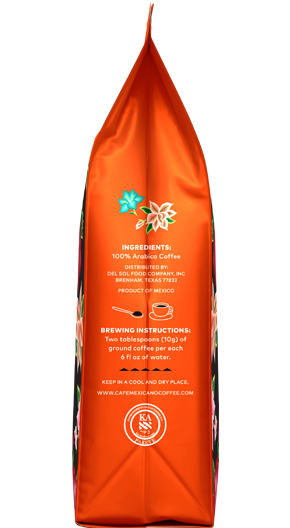 INGREDIENTS:
100% Arabica Coffee
DISTRIBUTED BY:
DEL SOL FOOD COMPANY, INC
BRENHAM, TEXAS 77033
PRODUCT OF MEXICO
BREWING INSTRUCTIONS:
Two tablespoons (10g) of
ground coffee per each
6 fl oz of water.
KEEP IN A COOL AND DRY PLACE.
WWW.CAFEMEXICANOCOFFEE.COM
KA